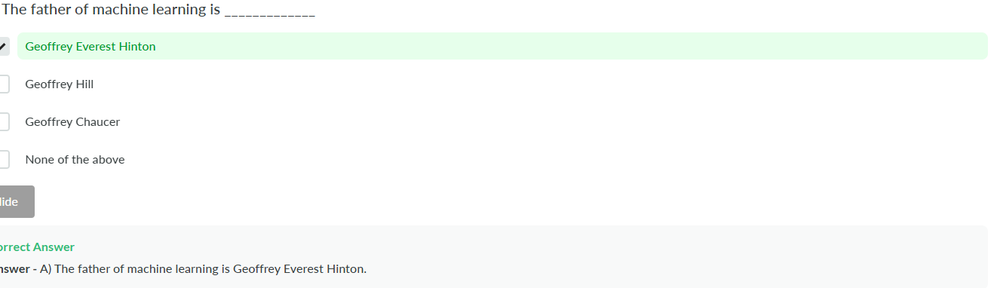 The father of machine learning is _____________
Geoffrey Everest Hinton
Geoffrey Hill
Geoffrey Chaucer
None of the above
ide
orrect Answer
nswer - A) The father of machine learning is Geoffrey Everest Hinton.